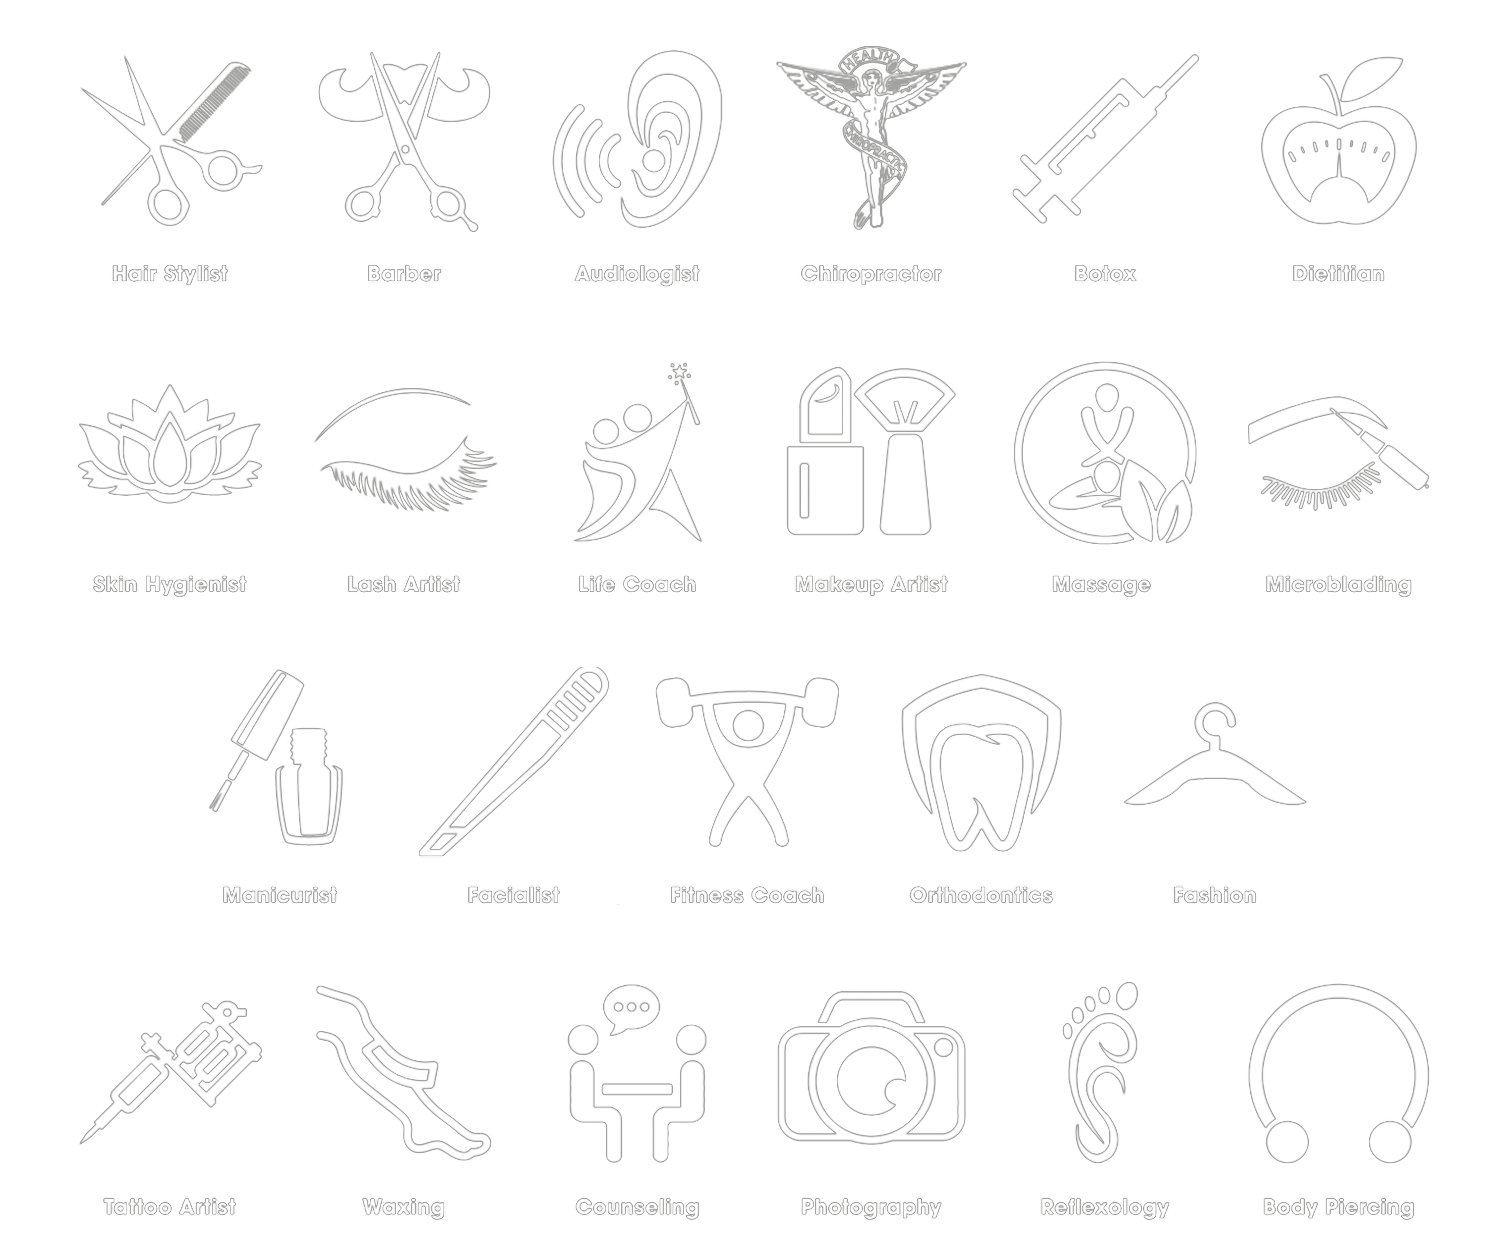 HEALTH
CHIROPRACTIC
Hair Stylist
Barber
Audiologist
Chiropractor
Botox
Dietitian
Skin Hygienist
Lash Artist
Life Coach
Makeup Artist
Massage
Microblading
Manicurist
Facialist
Fitness Coach
Orthodontics
Fashion
Tattoo Artist
Waxing
Counseling
Photography
Reflexology
Body Piercing